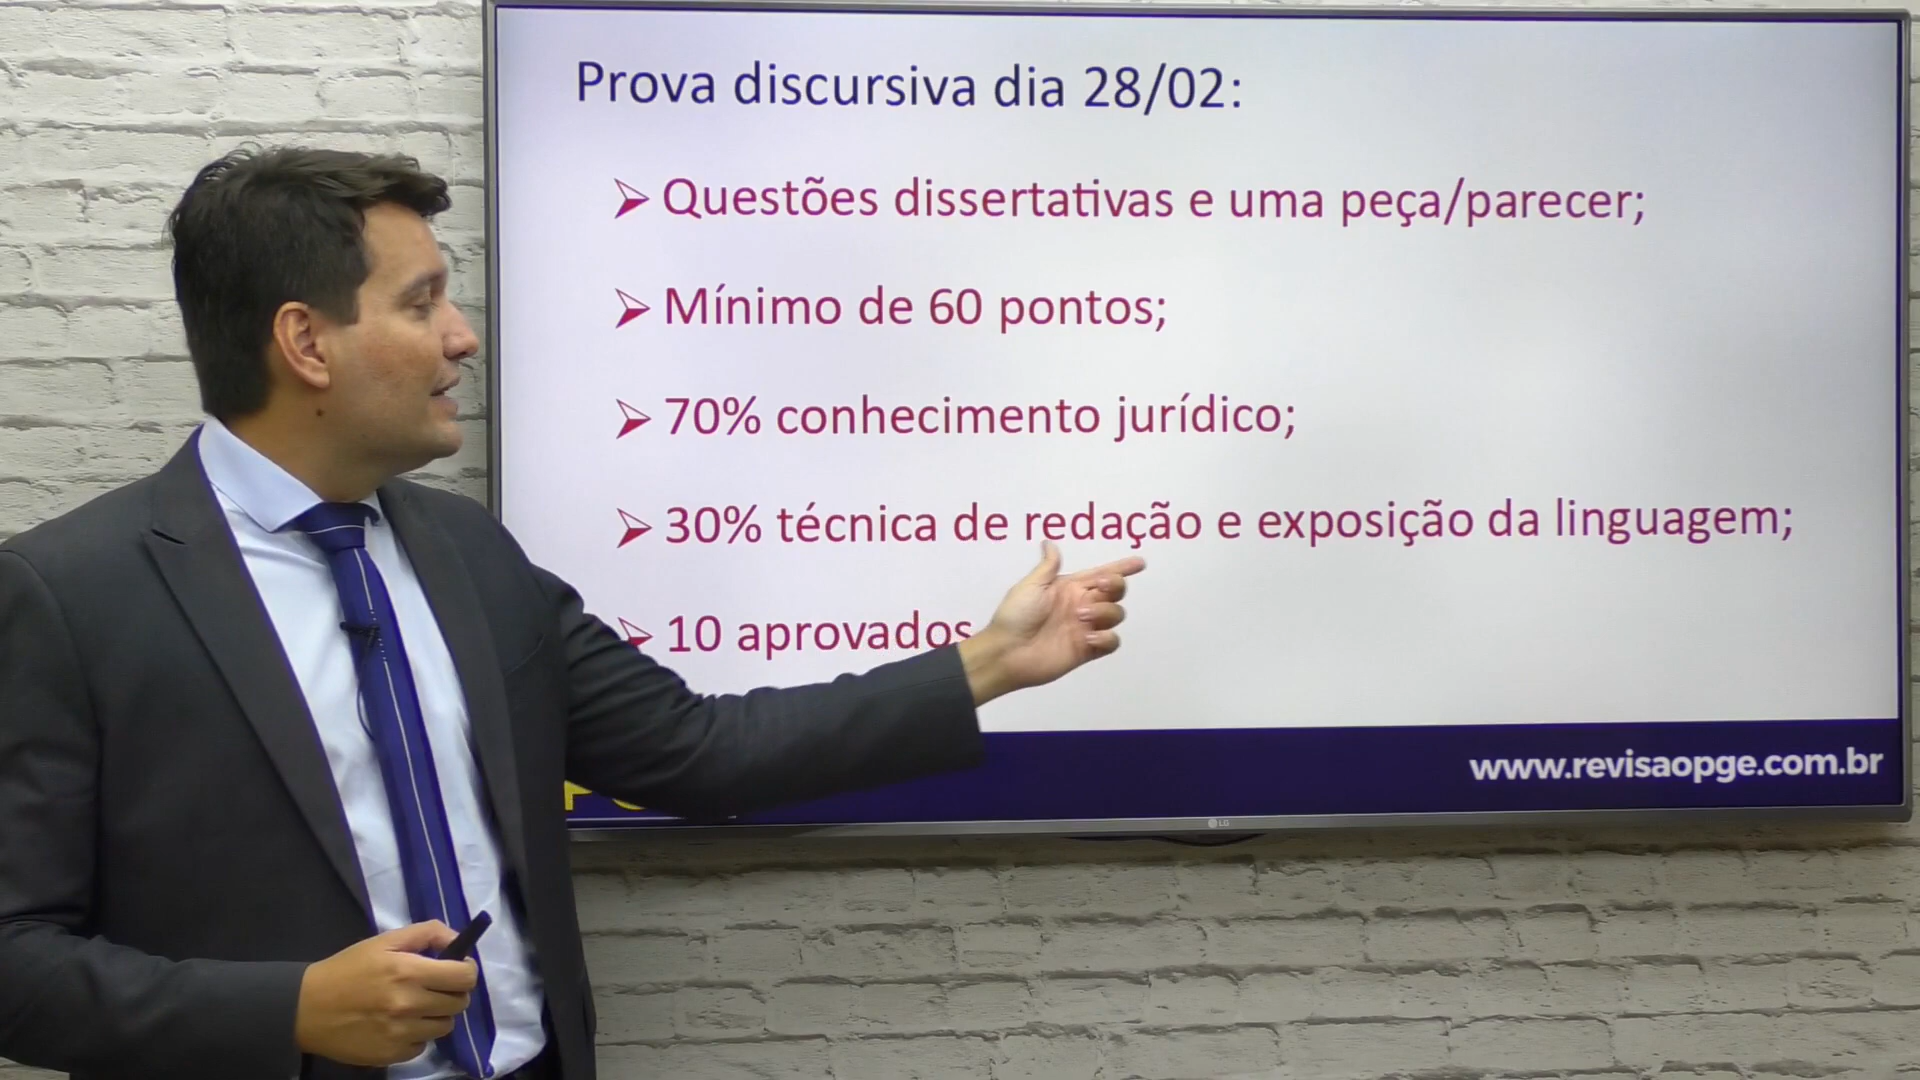 Prova discursiva dia 28/02:
➢ Questões dissertativas e uma peça/parecer;
➢ Mínimo de 60 pontos;
➢ 70% conhecimento jurídico;
➢ 30% técnica de redação e exposição da linguagem;
➢ 10 aprovados
www.revisaopge.com.br
LG